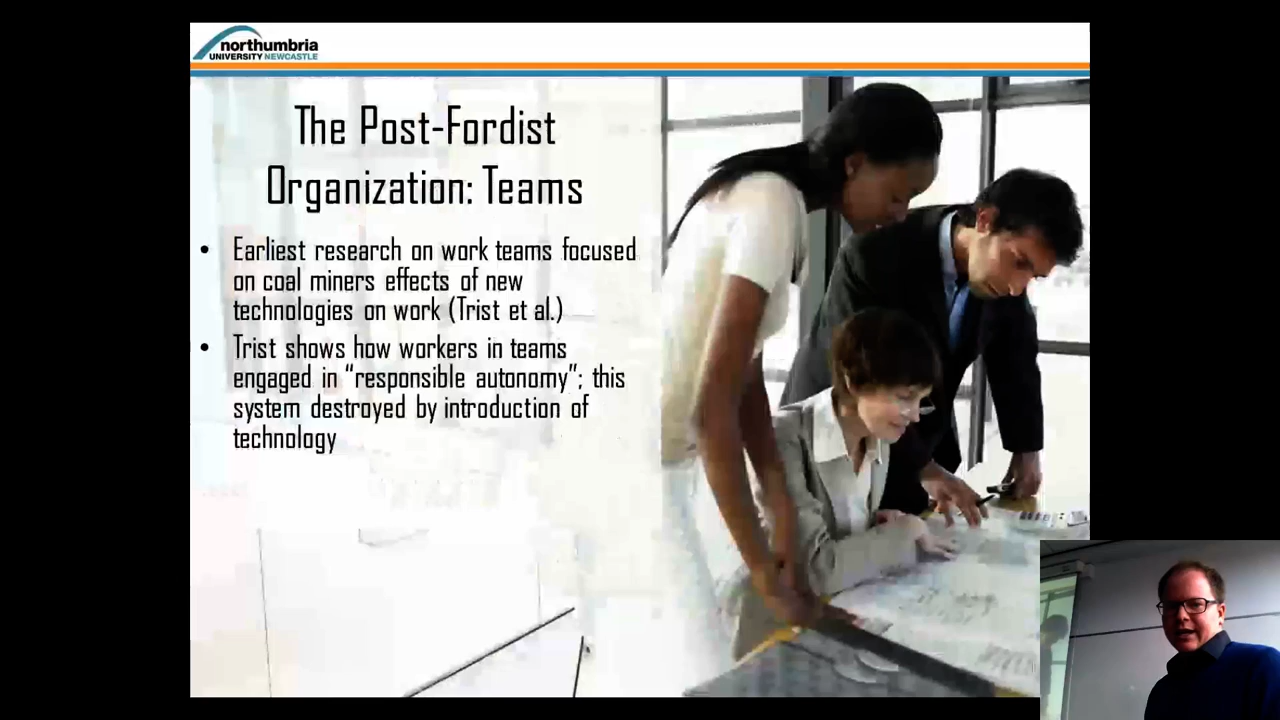 northumbria
UNIVERSITY NEWCASTLE
The Post-Fordist
Organization: Teams
• Earliest research on work teams focused
on coal miners effects of new
technologies on work (Trist et al.)
• Trist shows how workers in teams
engaged in “responsible autonomy”; this
system destroyed by introduction of
technology